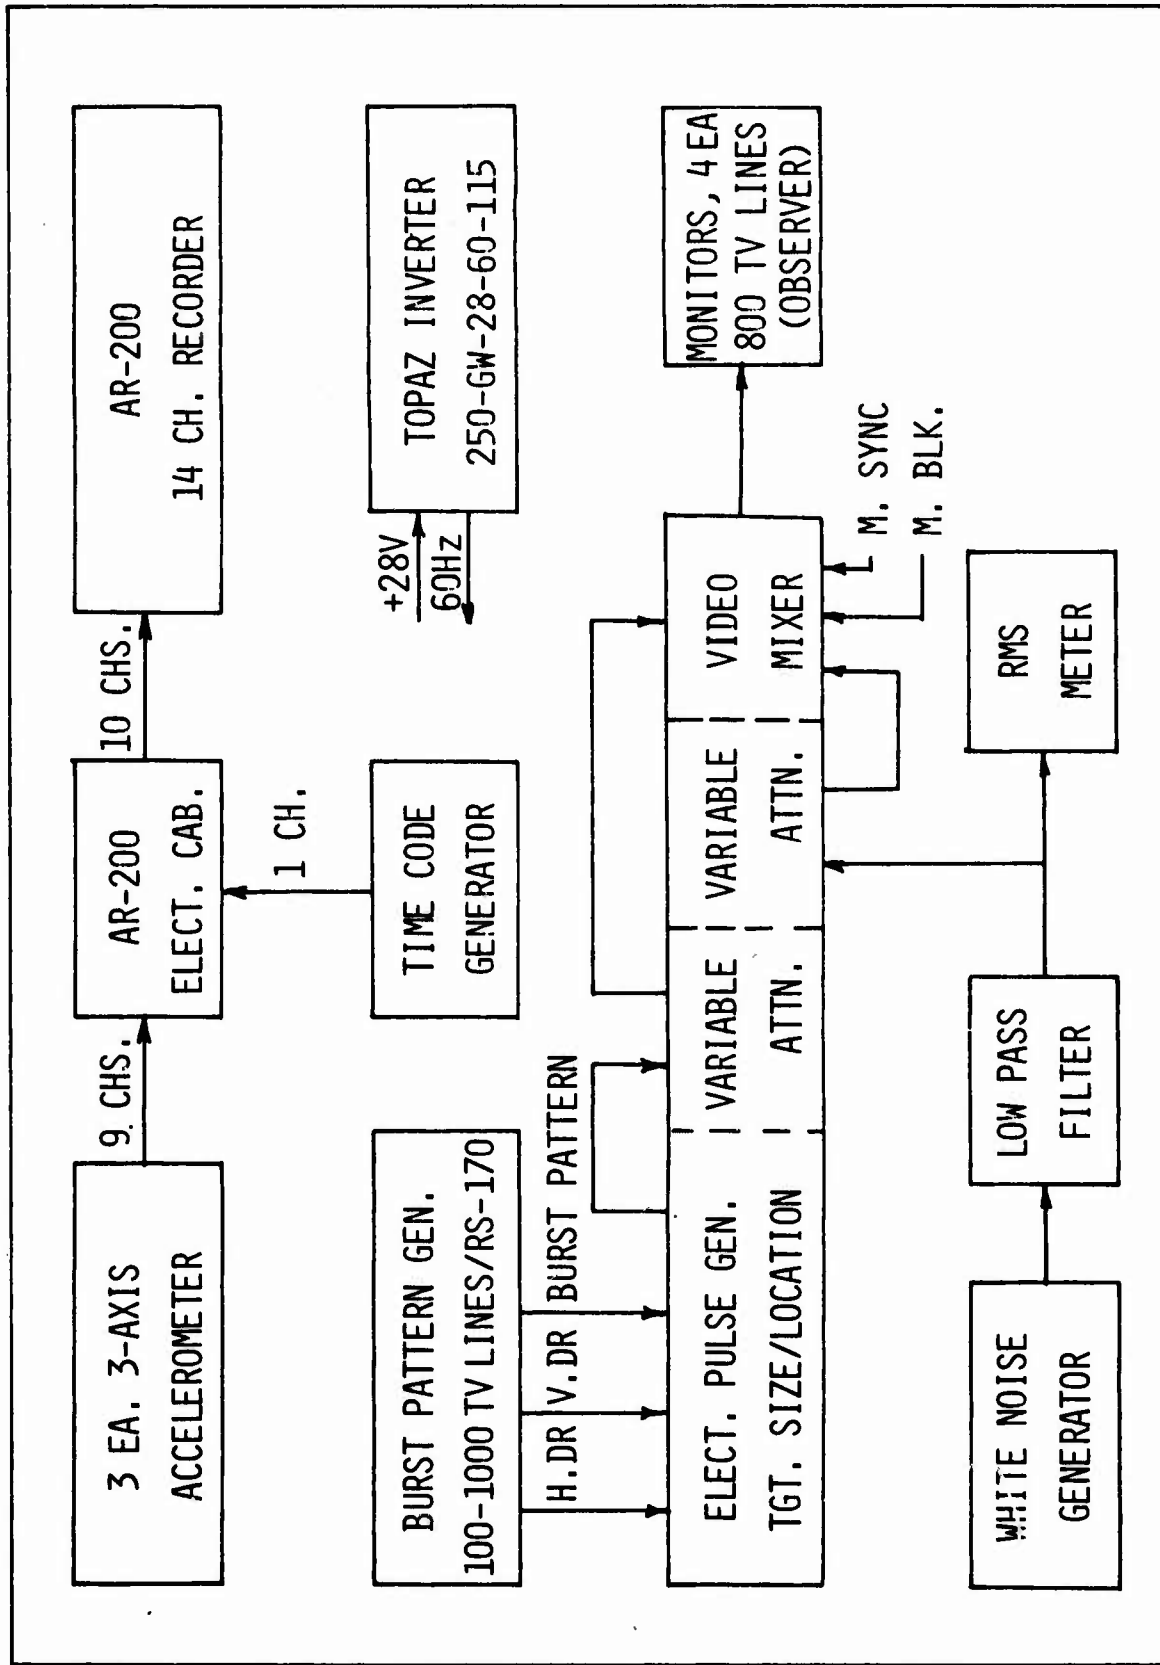 3 EA. 3-AXIS
ACCELEROMETER
9 CHS.
AR-200
ELECT. CAB.
10 CHS.
AR-200
14 CH. RECORDER
1 CH.
TIME CODE
GENERATOR
BURST PATTERN GEN.
100-1000 TV LINES/RS-170
+28V
60Hz
TOPAZ INVERTER
250-GW-28-60-115
H.DR
V.DR
BURST PATTERN
ELECT. PULSE GEN.
TGT. SIZE/LOCATION
VARIABLE
ATTN.
VARIABLE
ATTN.
VIDEO
MIXER
MONITORS, 4 EA
800 TV LINES
(OBSERVER)
M. SYNC
M. BLK.
WHITE NOISE
GENERATOR
LOW PASS
FILTER
RMS
METER